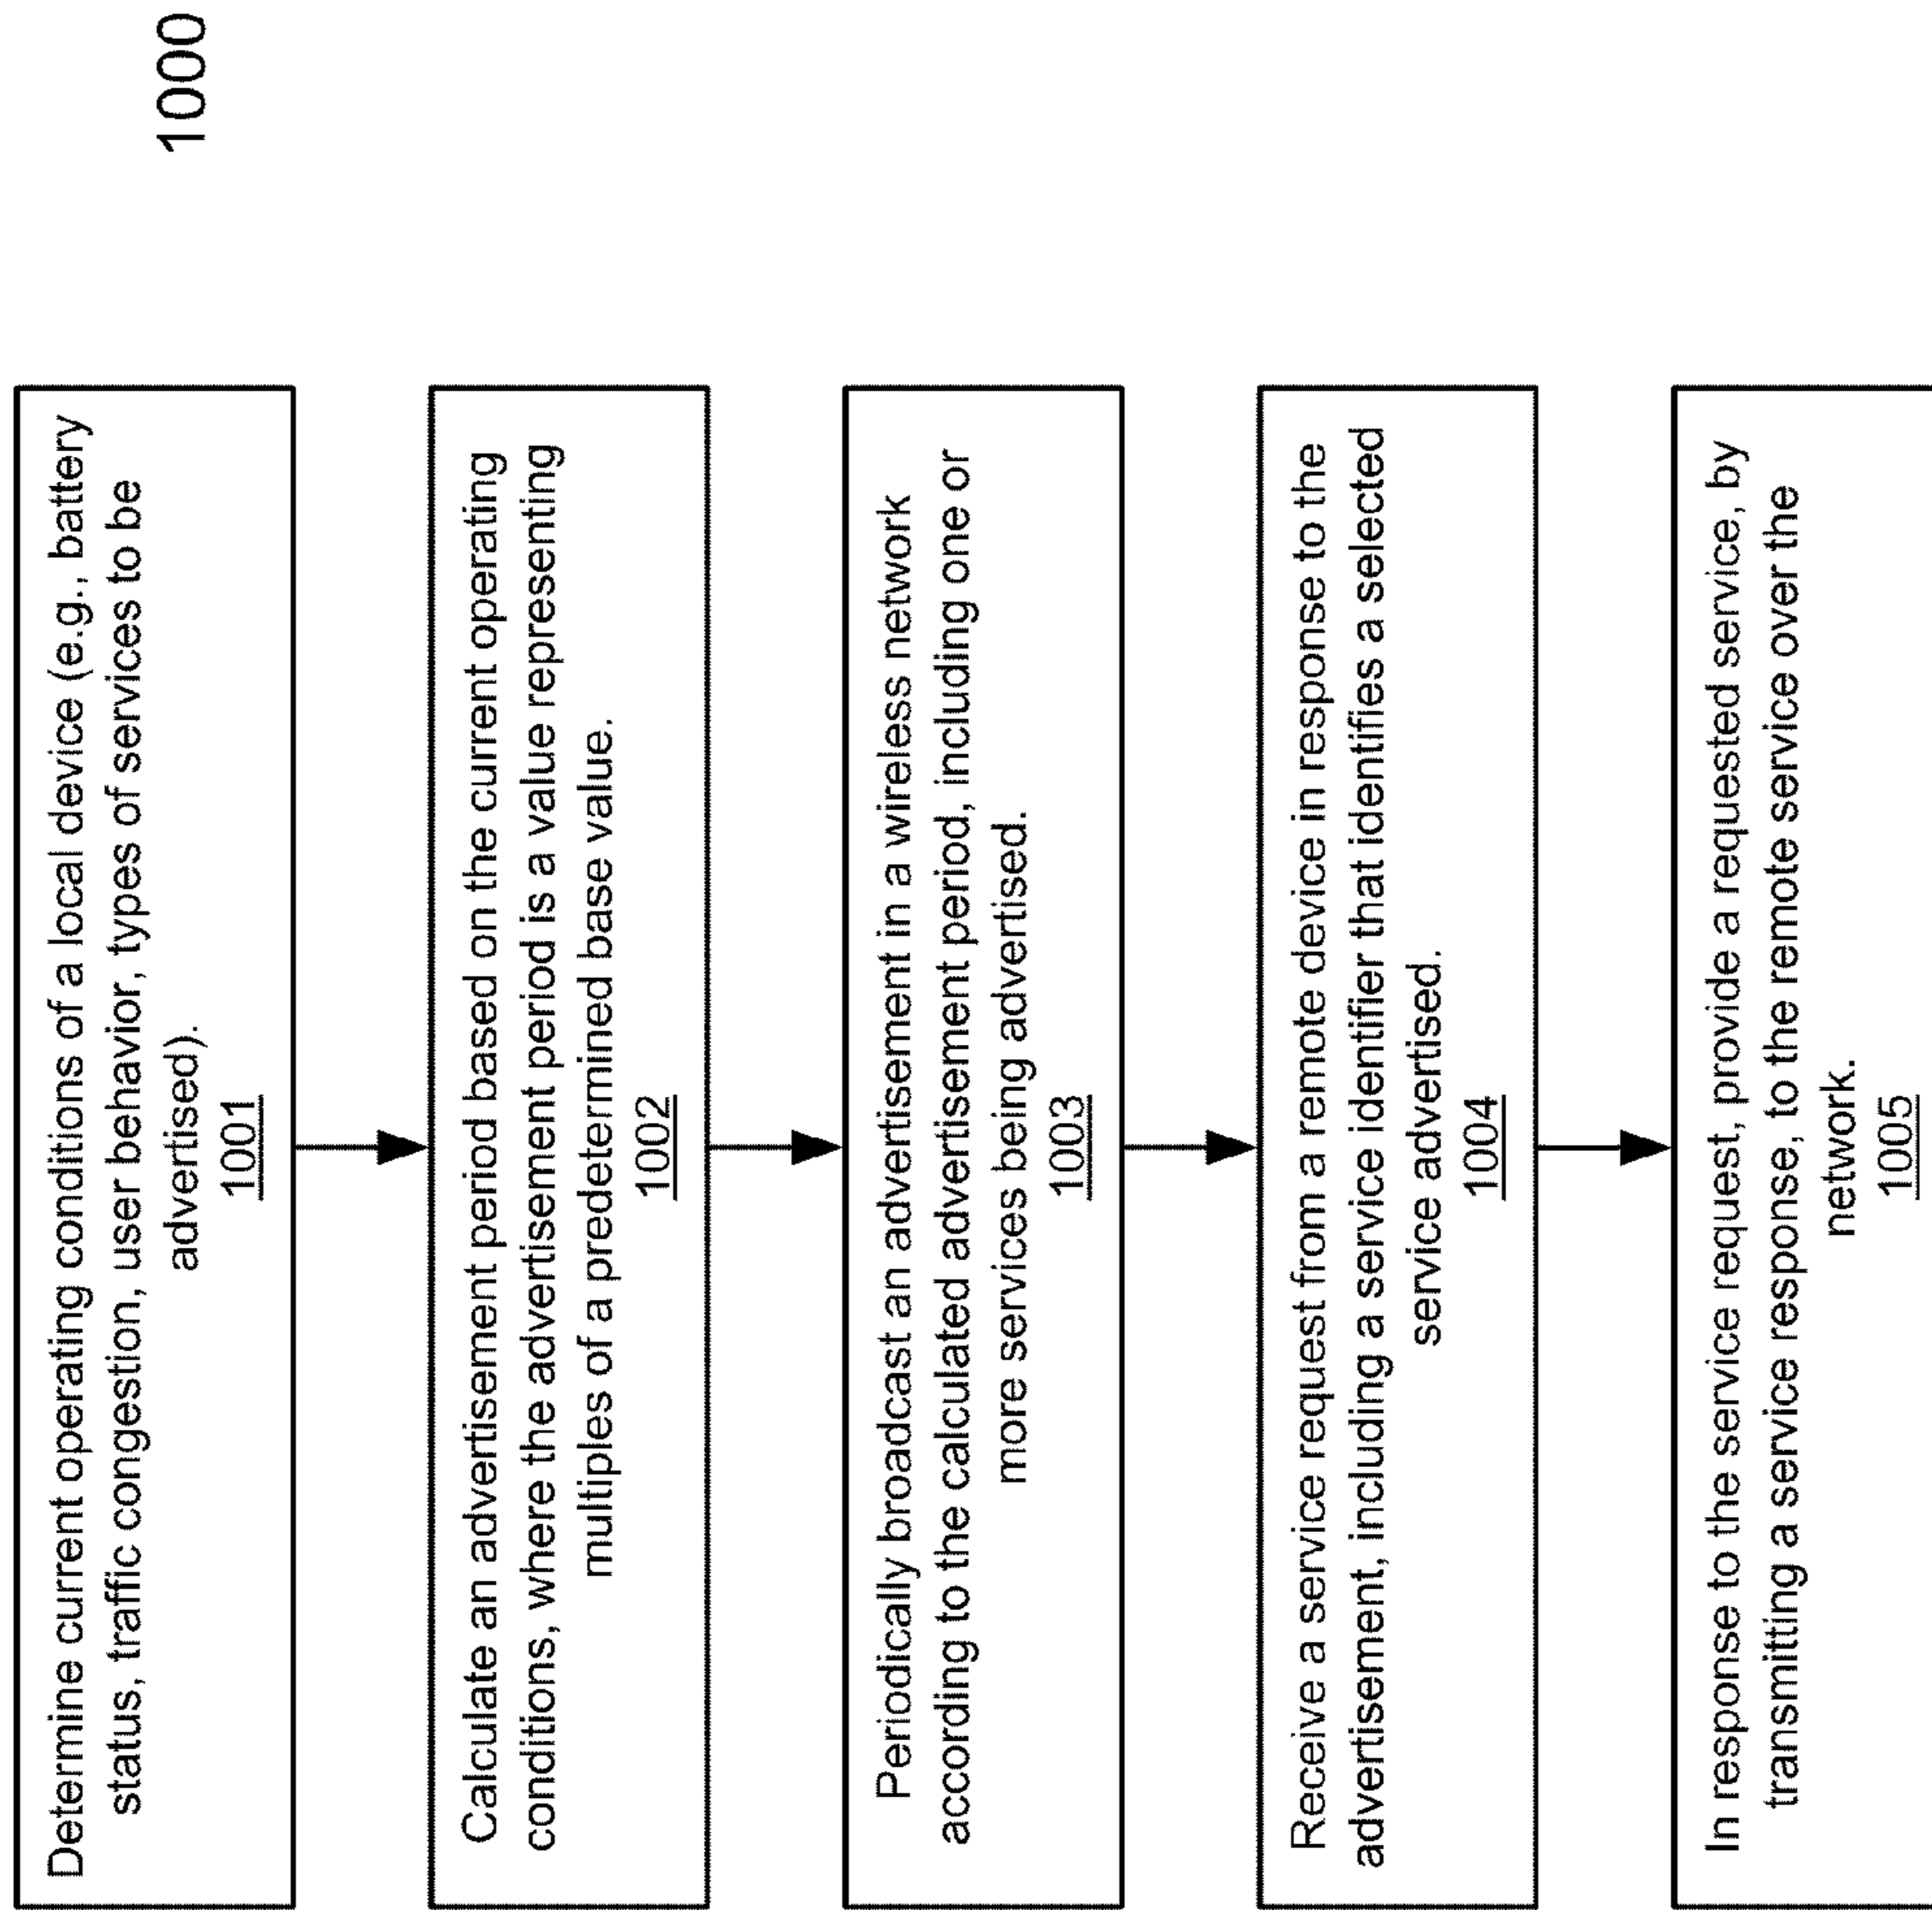 1000
Determine current operating conditions of a local device (e.g., battery
status, traffic congestion, user behavior, types of services to be
advertised).
1001
Calculate an advertisement period based on the current operating
conditions, where the advertisement period is a value representing
multiples of a predetermined base value.
1002
Periodically broadcast an advertisement in a wireless network
according to the calculated advertisement period, including one or
more services being advertised.
1003
Receive a service request from a remote device in response to the
advertisement, including a service identifier that identifies a selected
service advertised.
1004
In response to the service request, provide a requested service, by
transmitting a service response, to the remote service over the
network.
1005